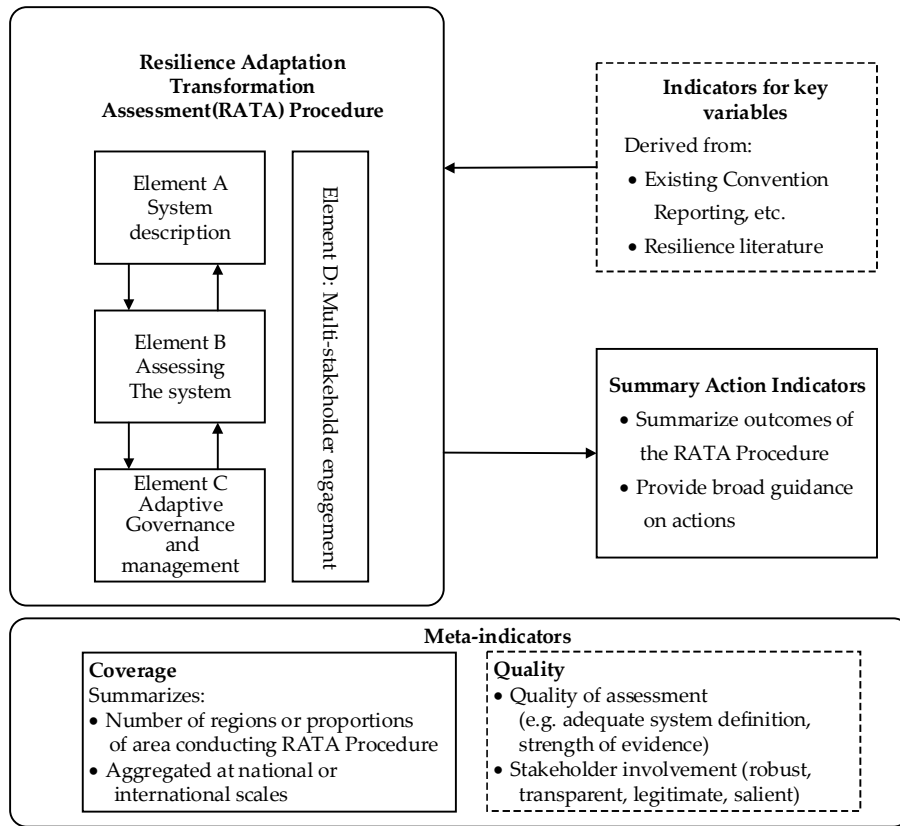 Resilience Adaptation
Transformation
Assessment(RATA) Procedure
Element A
System
description
Element B
Assessing
The system
Element C
Adaptive
Governance
and
management
Element D: Multi-stakeholder engagement
Indicators for key
variables
Derived from:
• Existing Convention
Reporting, etc.
• Resilience literature
Summary Action Indicators
• Summarize outcomes of
the RATA Procedure
• Provide broad guidance
on actions
Meta-indicators
Coverage
Summarizes:
• Number of regions or proportions
of area conducting RATA Procedure
• Aggregated at national or
international scales
Quality
• Quality of assessment
(e.g. adequate system definition,
strength of evidence)
• Stakeholder involvement (robust,
transparent, legitimate, salient)